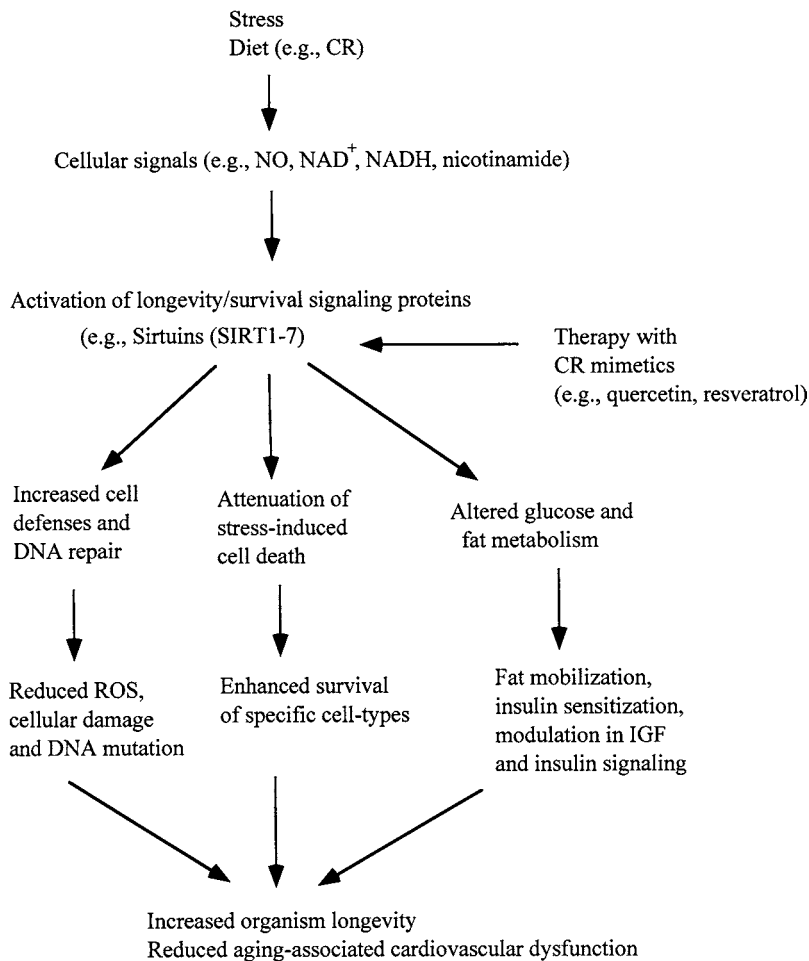 Stress
Diet (e.g., CR)
Cellular signals (e.g., NO, NAD⁺, NADH, nicotinamide)
Activation of longevity/survival signaling proteins
(e.g., Sirtuins (SIRT1-7)
Therapy with
CR mimetics
(e.g., quercetin, resveratrol)
Increased cell
defenses and
DNA repair
Attenuation of
stress-induced
cell death
Altered glucose and
fat metabolism
Reduced ROS,
cellular damage
and DNA mutation
Enhanced survival
of specific cell-types
Fat mobilization,
insulin sensitization,
modulation in IGF
and insulin signaling
Increased organism longevity
Reduced aging-associated cardiovascular dysfunction